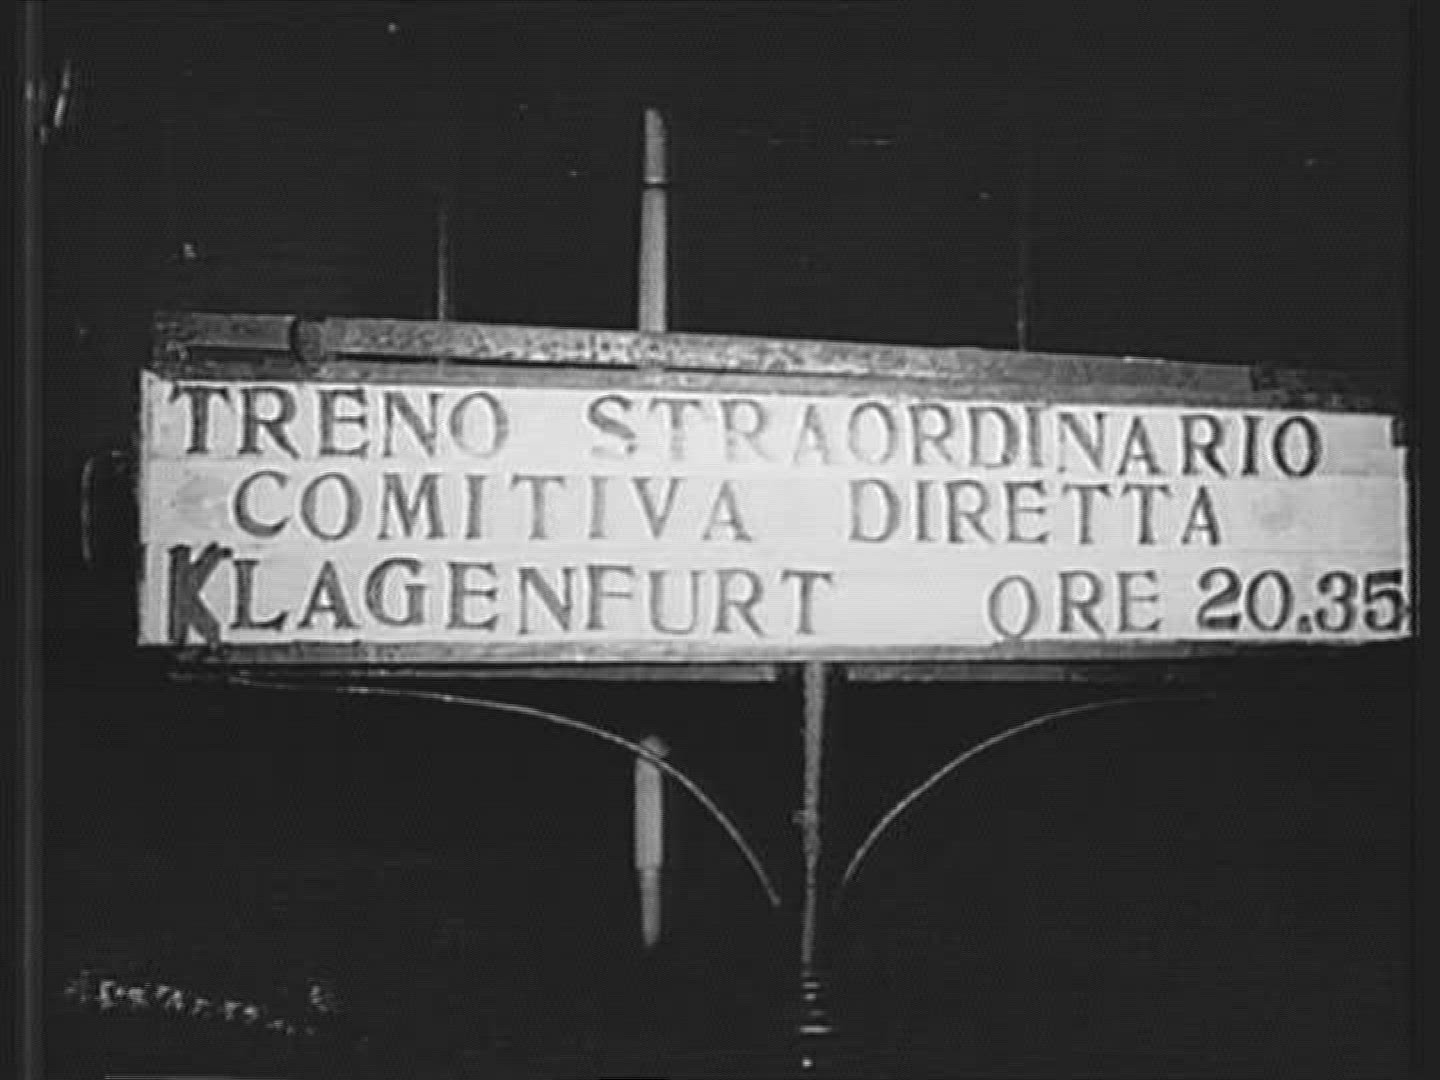 TRENO STRAORDINARIO
COMITIVA DIRETTA
KLAGENFURT ORE 20.35